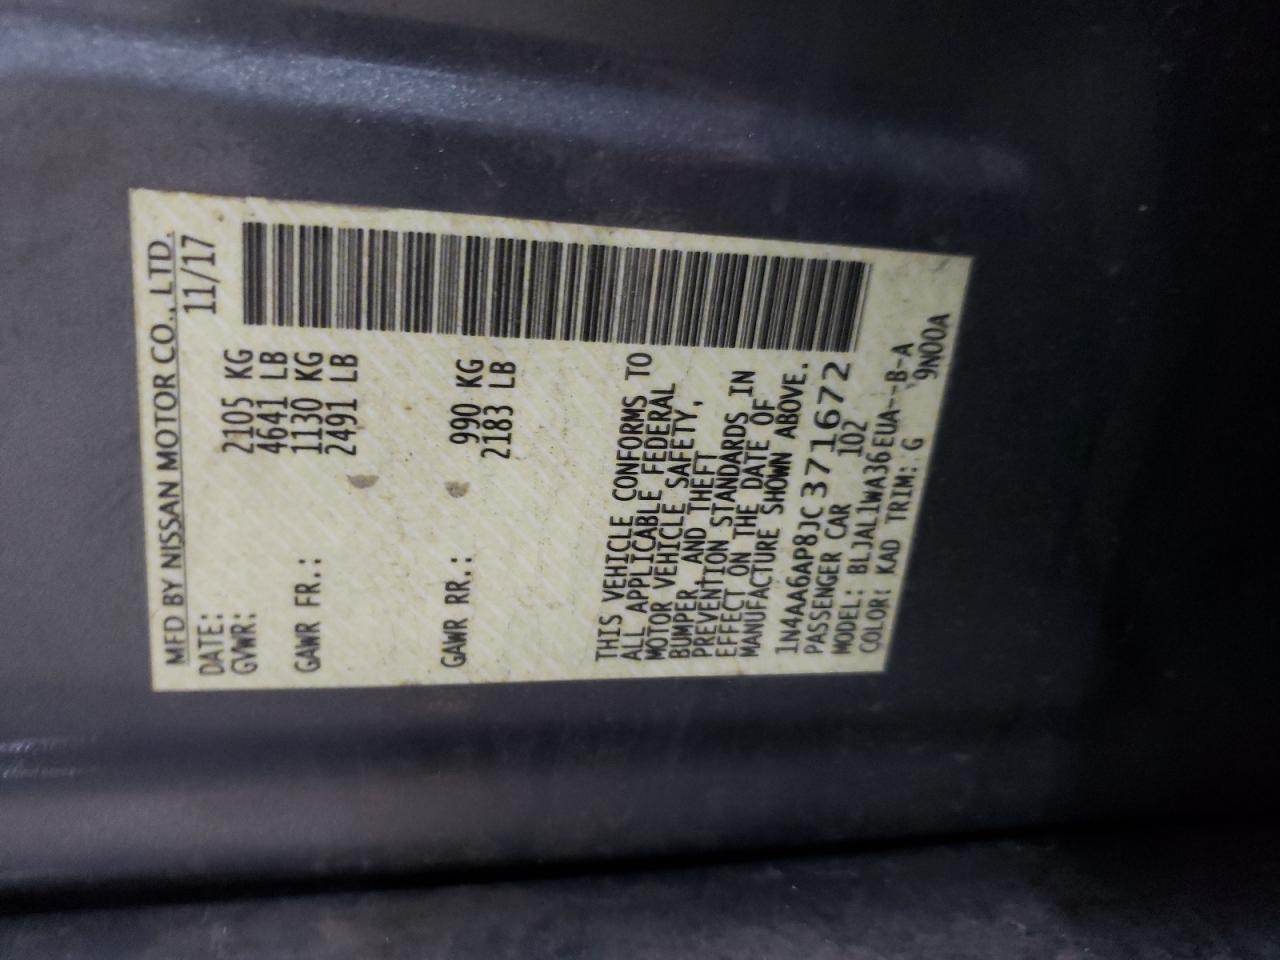 MFD BY NISSAN MOTOR CO., LTD.
DATE: 11/17
GVWR: 2105 KG
4641 LB
GAWR FR.: 1130 KG
2491 LB
GAWR RR.: 990 KG
2183 LB
THIS VEHICLE CONFORMS TO
ALL APPLICABLE FEDERAL
MOTOR VEHICLE SAFETY,
BUMPER, AND THEFT
PREVENTION STANDARDS IN
EFFECT ON THE DATE OF
MANUFACTURE SHOWN ABOVE.
1N4AA6AP8JC371672
PASSENGER CAR 102
MODEL: BLJAL1WA36EUA--B-A
COLOR: KAD TRIM: G 9N00A